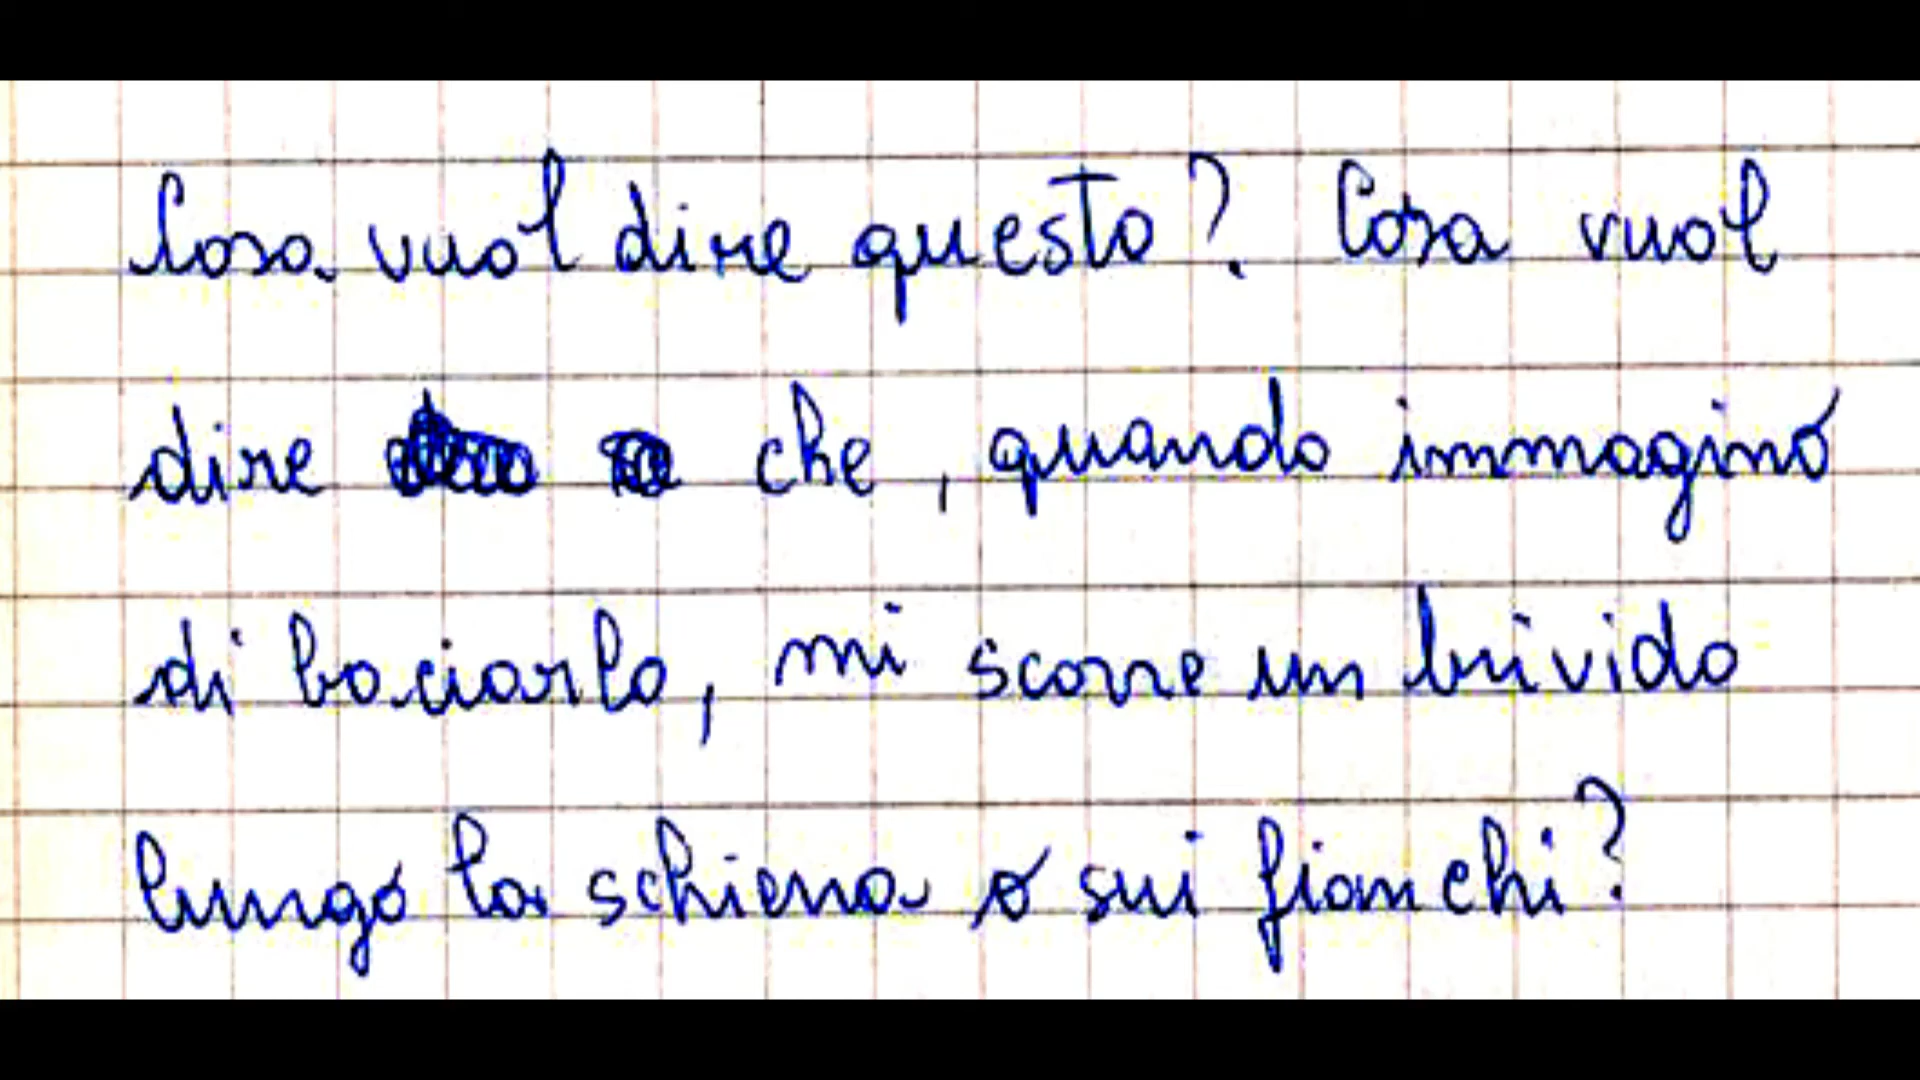 Cosa vuol dire questo? Cosa vuol
dire che, quando immagino
di baciarlo, mi scorre un brivido
lungo la schiena o sui fianchi?